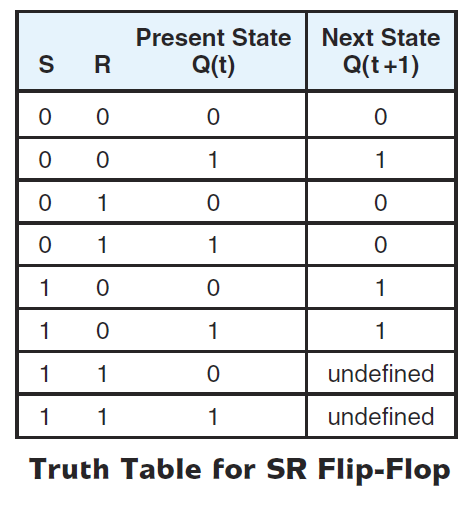 Present State Next State
S R Q(t) Q(t+1)
0 0 0 0
0 0 1 1
0 1 0 0
0 1 1 0
1 0 0 1
1 0 1 1
1 1 0 undefined
1 1 1 undefined
Truth Table for SR Flip-Flop